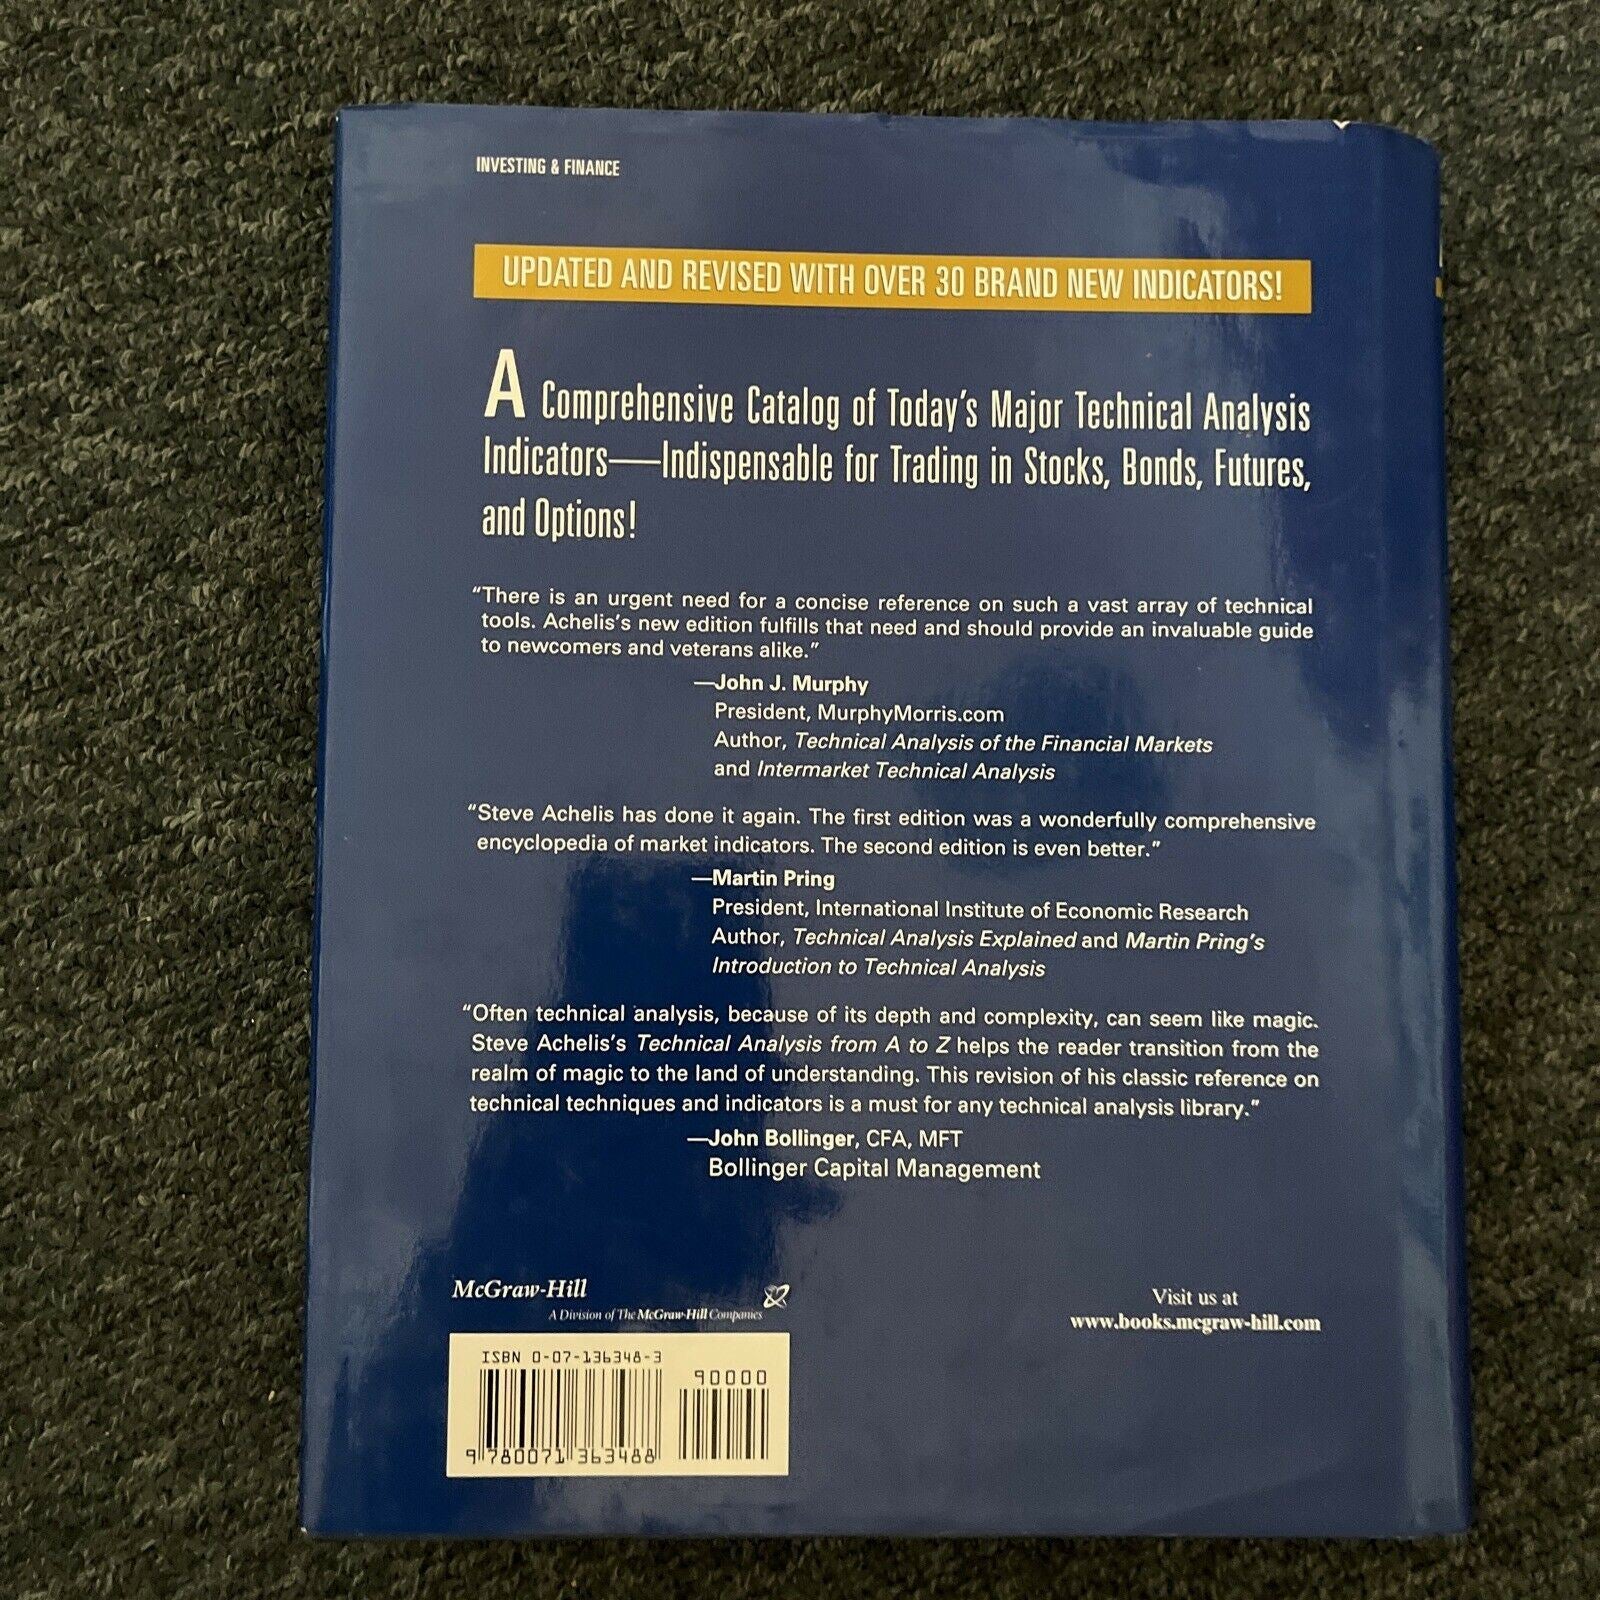 INVESTING & FINANCE
UPDATED AND REVISED WITH OVER 30 BRAND NEW INDICATORS!
A Comprehensive Catalog of Today's Major Technical Analysis
Indicators—Indispensable for Trading in Stocks, Bonds, Futures,
and Options!
“There is an urgent need for a concise reference on such a vast array of technical
tools. Achelis's new edition fulfills that need and should provide an invaluable guide
to newcomers and veterans alike.”
—John J. Murphy
President, MurphyMorris.com
Author, Technical Analysis of the Financial Markets
and Intermarket Technical Analysis
“Steve Achelis has done it again. The first edition was a wonderfully comprehensive
encyclopedia of market indicators. The second edition is even better.”
—Martin Pring
President, International Institute of Economic Research
Author, Technical Analysis Explained and Martin Pring's
Introduction to Technical Analysis
“Often technical analysis, because of its depth and complexity, can seem like magic.
Steve Achelis's Technical Analysis from A to Z helps the reader transition from the
realm of magic to the land of understanding. This revision of his classic reference on
technical techniques and indicators is a must for any technical analysis library.”
—John Bollinger, CFA, MFT
Bollinger Capital Management
McGraw-Hill
A Division of The McGraw-Hill Companies
Visit us at
www.books.mcgraw-hill.com
ISBN 0-07-136348-3
90000
9 780071 363488